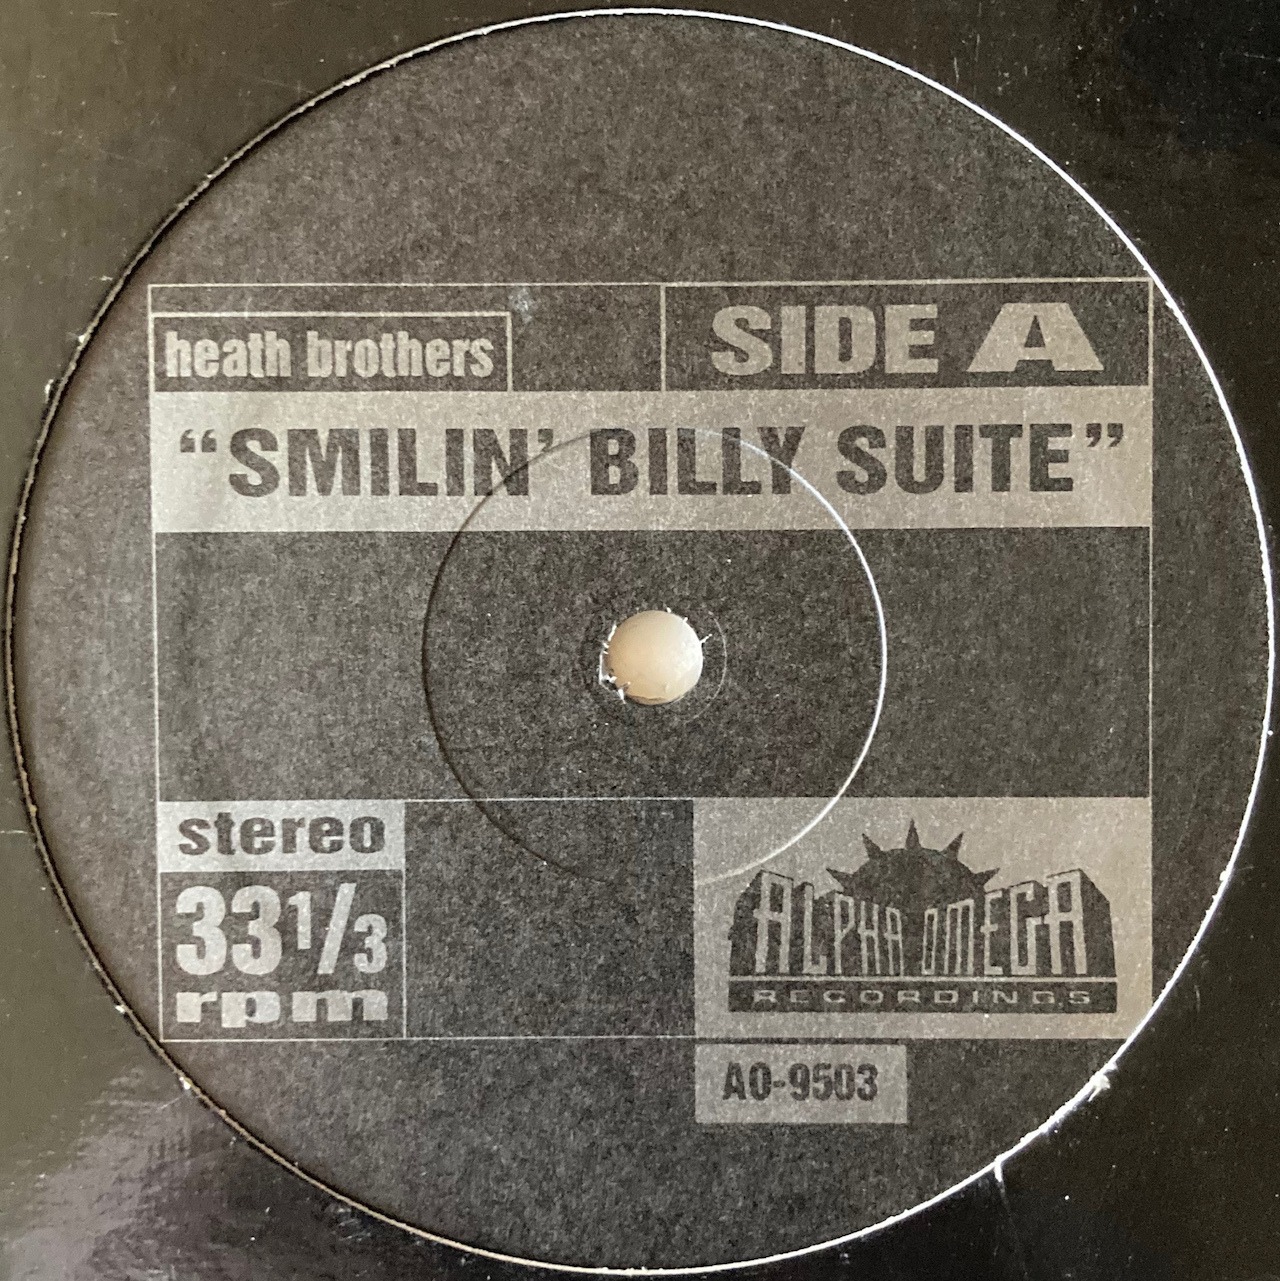 heath brothers
SIDE A
“SMILIN’ BILLY SUITE”
stereo
33 1/3
rpm
ALPHA OMEGA
RECORDINGS
AO-9503